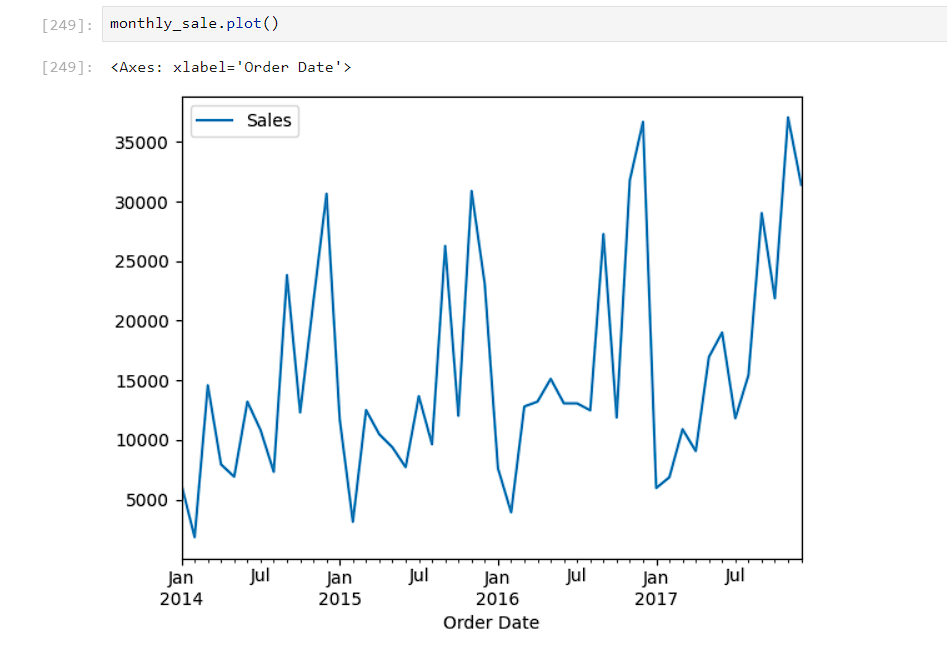 [249]: monthly_sale.plot()
[249]: <Axes: xlabel='Order Date'>
Sales
35000
30000
25000
20000
15000
10000
5000
Jan Jul Jan Jul Jan Jul Jan Jul
2014 2015 2016 2017
Order Date